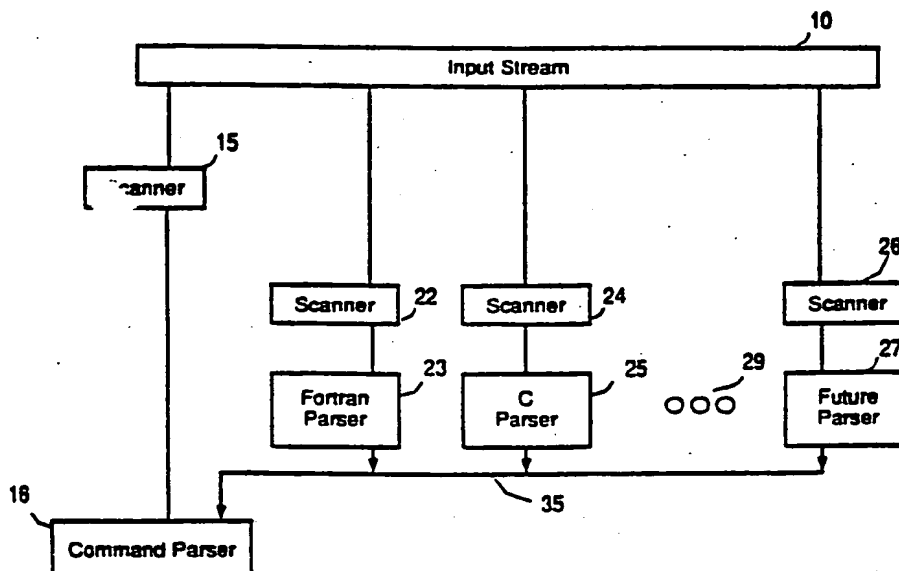 10
Input Stream
15
Scanner
26
Scanner
22
Scanner
24
Scanner
23
25
29
27
Fortran
Parser
C
Parser
Future
Parser
35
16
Command Parser